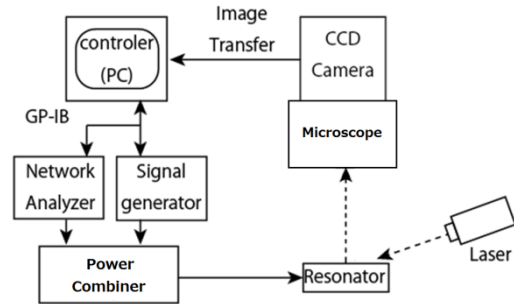 Image
Transfer
controler
(PC)
CCD
Camera
GP-IB
Microscope
Network
Analyzer
Signal
generator
Power
Combiner
Resonator
Laser